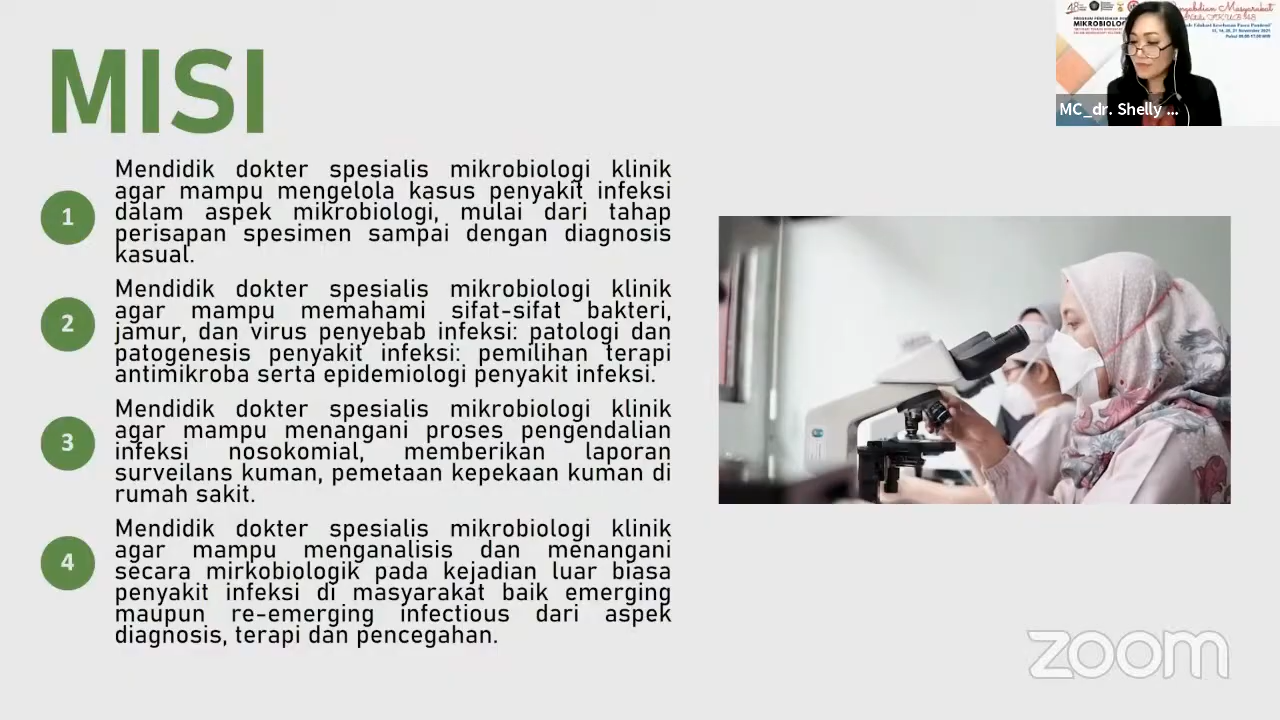 MISI
1
Mendidik dokter spesialis mikrobiologi klinik
agar mampu mengelola kasus penyakit infeksi
dalam aspek mikrobiologi, mulai dari tahap
perisapan spesimen sampai dengan diagnosis
kasual.
2
Mendidik dokter spesialis mikrobiologi klinik
agar mampu memahami sifat-sifat bakteri,
jamur, dan virus penyebab infeksi: patologi dan
patogenesis penyakit infeksi: pemilihan terapi
antimikroba serta epidemiologi penyakit infeksi.
3
Mendidik dokter spesialis mikrobiologi klinik
agar mampu menangani proses pengendalian
infeksi nosokomial, memberikan laporan
surveilans kuman, pemetaan kepekaan kuman di
rumah sakit.
4
Mendidik dokter spesialis mikrobiologi klinik
agar mampu menganalisis dan menangani
secara mirkobiologik pada kejadian luar biasa
penyakit infeksi di masyarakat baik emerging
maupun re-emerging infectious dari aspek
diagnosis, terapi dan pencegahan.
Masyarakat
MC_dr. Shelly ...
zoom